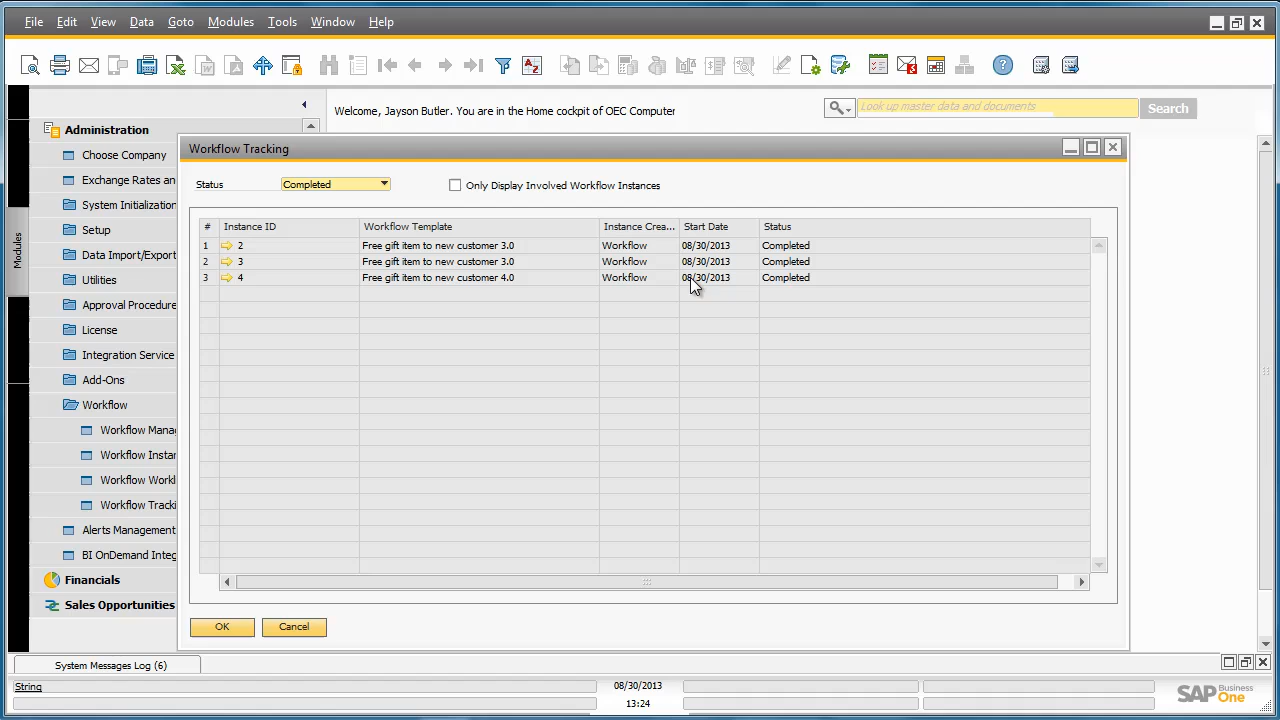 File Edit View Data Goto Modules Tools Window Help
Welcome, Jayson Butler. You are in the Home cockpit of OEC Computer
Look up master data and documents
Search
Modules
Administration
Choose Company
Exchange Rates an
System Initialization
Setup
Data Import/Export
Utilities
Approval Procedure
License
Integration Service
Add-Ons
Workflow
Workflow Mana
Workflow Instan
Workflow Workl
Workflow Tracki
Alerts Management
BI OnDemand Integ
Financials
Sales Opportunities
Workflow Tracking
Status Completed Only Display Involved Workflow Instances
# Instance ID Workflow Template Instance Crea... Start Date Status
1 2 Free gift item to new customer 3.0 Workflow 08/30/2013 Completed
2 3 Free gift item to new customer 3.0 Workflow 08/30/2013 Completed
3 4 Free gift item to new customer 4.0 Workflow 08/30/2013 Completed
OK Cancel
System Messages Log (6)
String
08/30/2013
13:24
SAP Business One